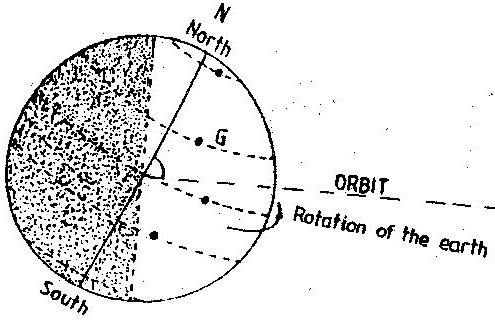 N
North
G
ORBIT
Rotation of the earth
South